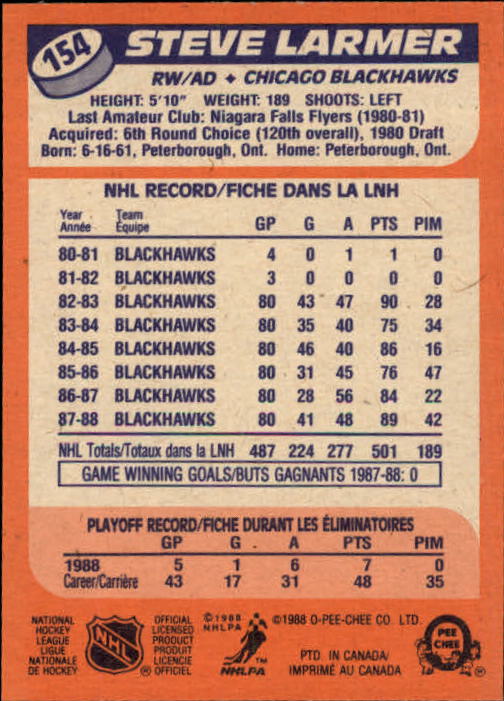 154
STEVE LARMER
RW/AD ♦ CHICAGO BLACKHAWKS
HEIGHT: 5'10" WEIGHT: 189 SHOOTS: LEFT
Last Amateur Club: Niagara Falls Flyers (1980-81)
Acquired: 6th Round Choice (120th overall), 1980 Draft
Born: 6-16-61, Peterborough, Ont. Home: Peterborough, Ont.
NHL RECORD/FICHE DANS LA LNH
Year Team
Année Équipe GP G A PTS PIM
80-81 BLACKHAWKS 4 0 1 1 0
81-82 BLACKHAWKS 3 0 0 0 0
82-83 BLACKHAWKS 80 43 47 90 28
83-84 BLACKHAWKS 80 35 40 75 34
84-85 BLACKHAWKS 80 46 40 86 16
85-86 BLACKHAWKS 80 31 45 76 47
86-87 BLACKHAWKS 80 28 56 84 22
87-88 BLACKHAWKS 80 41 48 89 42
NHL Totals/Totaux dans la LNH 487 224 277 501 189
GAME WINNING GOALS/BUTS GAGNANTS 1987-88: 0
PLAYOFF RECORD/FICHE DURANT LES ÉLIMINATOIRES
GP G A PTS PIM
1988 5 1 6 7 0
Career/Carrière 43 17 31 48 35
NATIONAL
HOCKEY
LEAGUE
LIGUE
NATIONALE
DE HOCKEY
NHL
®
OFFICIAL
LICENSED
PRODUCT
PRODUIT
LICENCIE
OFFICIEL
©1988
NHLPA
TM
NHLPA
©1988 O-PEE-CHEE CO. LTD.
PTD. IN CANADA/
IMPRIMÉ AU CANADA
O
PEE
CHEE